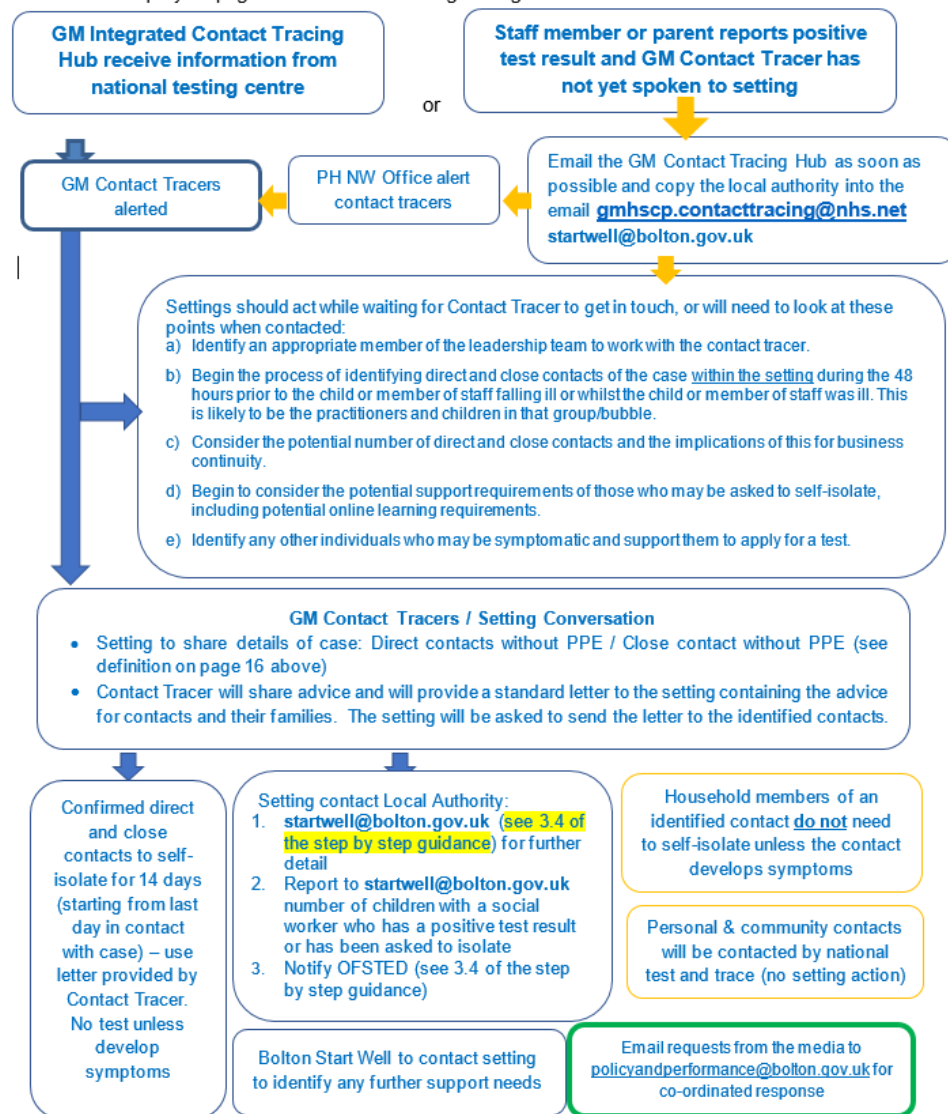 GM Integrated Contact Tracing
Hub receive information from
national testing centre
or
Staff member or parent reports positive
test result and GM Contact Tracer has
not yet spoken to setting
GM Contact Tracers
alerted
PH NW Office alert
contact tracers
Email the GM Contact Tracing Hub as soon as
possible and copy the local authority into the
email gmhscp.contacttracing@nhs.net
startwell@bolton.gov.uk
Settings should act while waiting for Contact Tracer to get in touch, or will need to look at these
points when contacted:
a) Identify an appropriate member of the leadership team to work with the contact tracer.
b) Begin the process of identifying direct and close contacts of the case within the setting during the 48
hours prior to the child or member of staff falling ill or whilst the child or member of staff was ill. This
is likely to be the practitioners and children in that group/bubble.
c) Consider the potential number of direct and close contacts and the implications of this for business
continuity.
d) Begin to consider the potential support requirements of those who may be asked to self-isolate,
including potential online learning requirements.
e) Identify any other individuals who may be symptomatic and support them to apply for a test.
GM Contact Tracers / Setting Conversation
• Setting to share details of case: Direct contacts without PPE / Close contact without PPE (see
definition on page 16 above)
• Contact Tracer will share advice and will provide a standard letter to the setting containing the advice
for contacts and their families. The setting will be asked to send the letter to the identified contacts.
Confirmed direct
and close
contacts to self-
isolate for 14 days
(starting from last
day in contact
with case) – use
letter provided by
Contact Tracer.
No test unless
develop
symptoms
Setting contact Local Authority:
1. startwell@bolton.gov.uk (see 3.4 of
the step by step guidance) for further
detail
2. Report to startwell@bolton.gov.uk
number of children with a social
worker who has a positive test result
or has been asked to isolate
3. Notify OFSTED (see 3.4 of the step
by step guidance)
Household members of an
identified contact do not need
to self-isolate unless the contact
develops symptoms
Personal & community contacts
will be contacted by national
test and trace (no setting action)
Bolton Start Well to contact setting
to identify any further support needs
Email requests from the media to
policyandperformance@bolton.gov.uk for
co-ordinated response